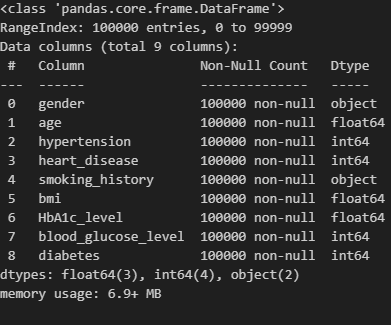 <class 'pandas.core.frame.DataFrame'>
RangeIndex: 100000 entries, 0 to 99999
Data columns (total 9 columns):
 #   Column               Non-Null Count   Dtype
---  ------               --------------   -----
 0   gender               100000 non-null  object
 1   age                  100000 non-null  float64
 2   hypertension         100000 non-null  int64
 3   heart_disease        100000 non-null  int64
 4   smoking_history      100000 non-null  object
 5   bmi                  100000 non-null  float64
 6   HbA1c_level          100000 non-null  float64
 7   blood_glucose_level  100000 non-null  int64
 8   diabetes             100000 non-null  int64
dtypes: float64(3), int64(4), object(2)
memory usage: 6.9+ MB